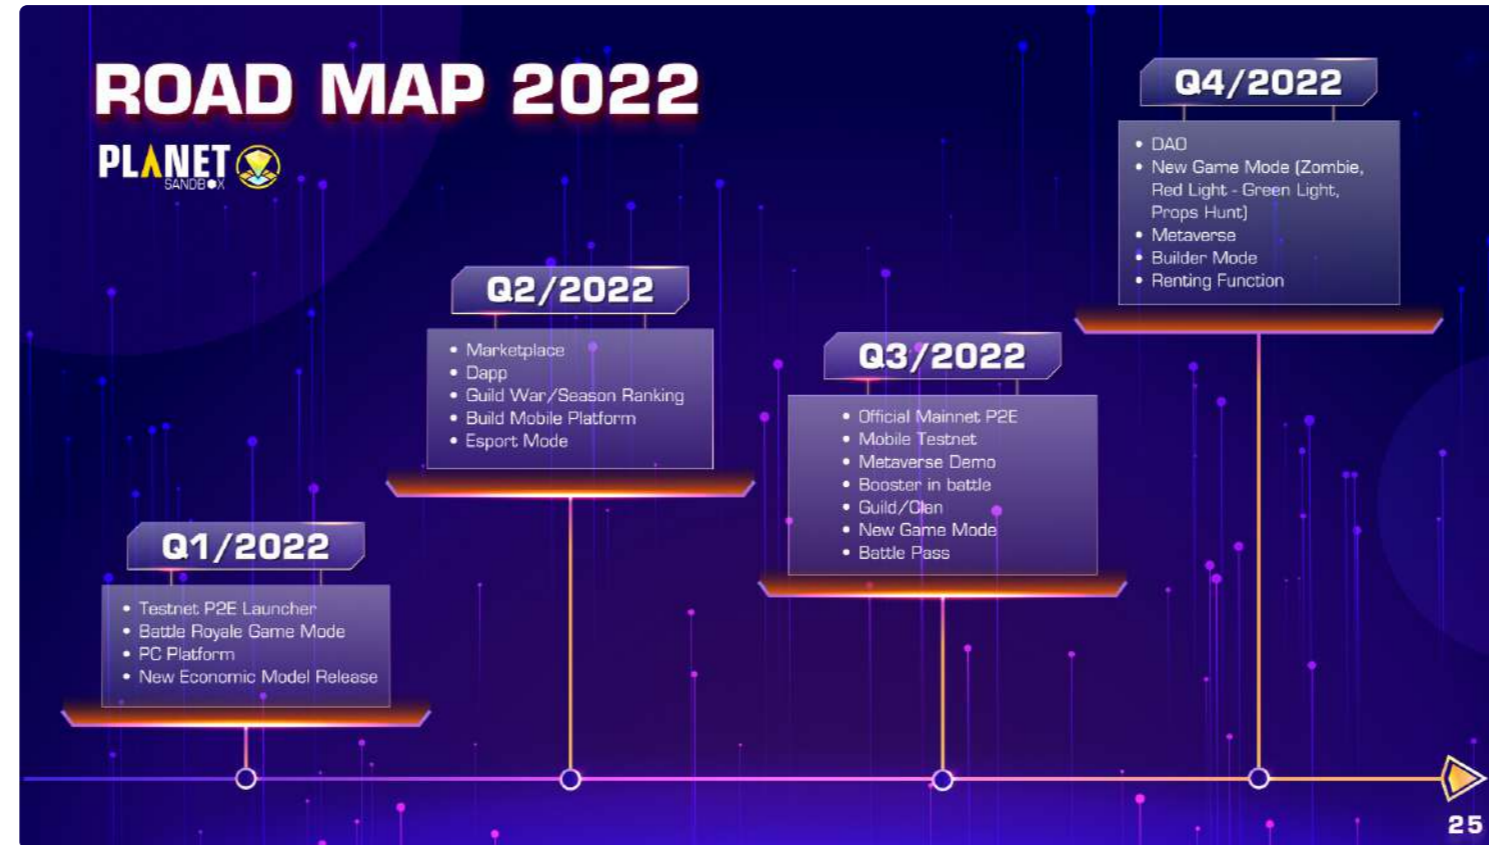 ROAD MAP 2022
PLANET
SANDBOX
Q1/2022
• Testnet P2E Launcher
• Battle Royale Game Mode
• PC Platform
• New Economic Model Release
Q2/2022
• Marketplace
• Dapp
• Guild War/Season Ranking
• Build Mobile Platform
• Esport Mode
Q3/2022
• Official Mainnet P2E
• Mobile Testnet
• Metaverse Demo
• Booster in battle
• Guild/Clan
• New Game Mode
• Battle Pass
Q4/2022
• DAO
• New Game Mode (Zombie,
Red Light - Green Light,
Props Hunt)
• Metaverse
• Builder Mode
• Renting Function
25